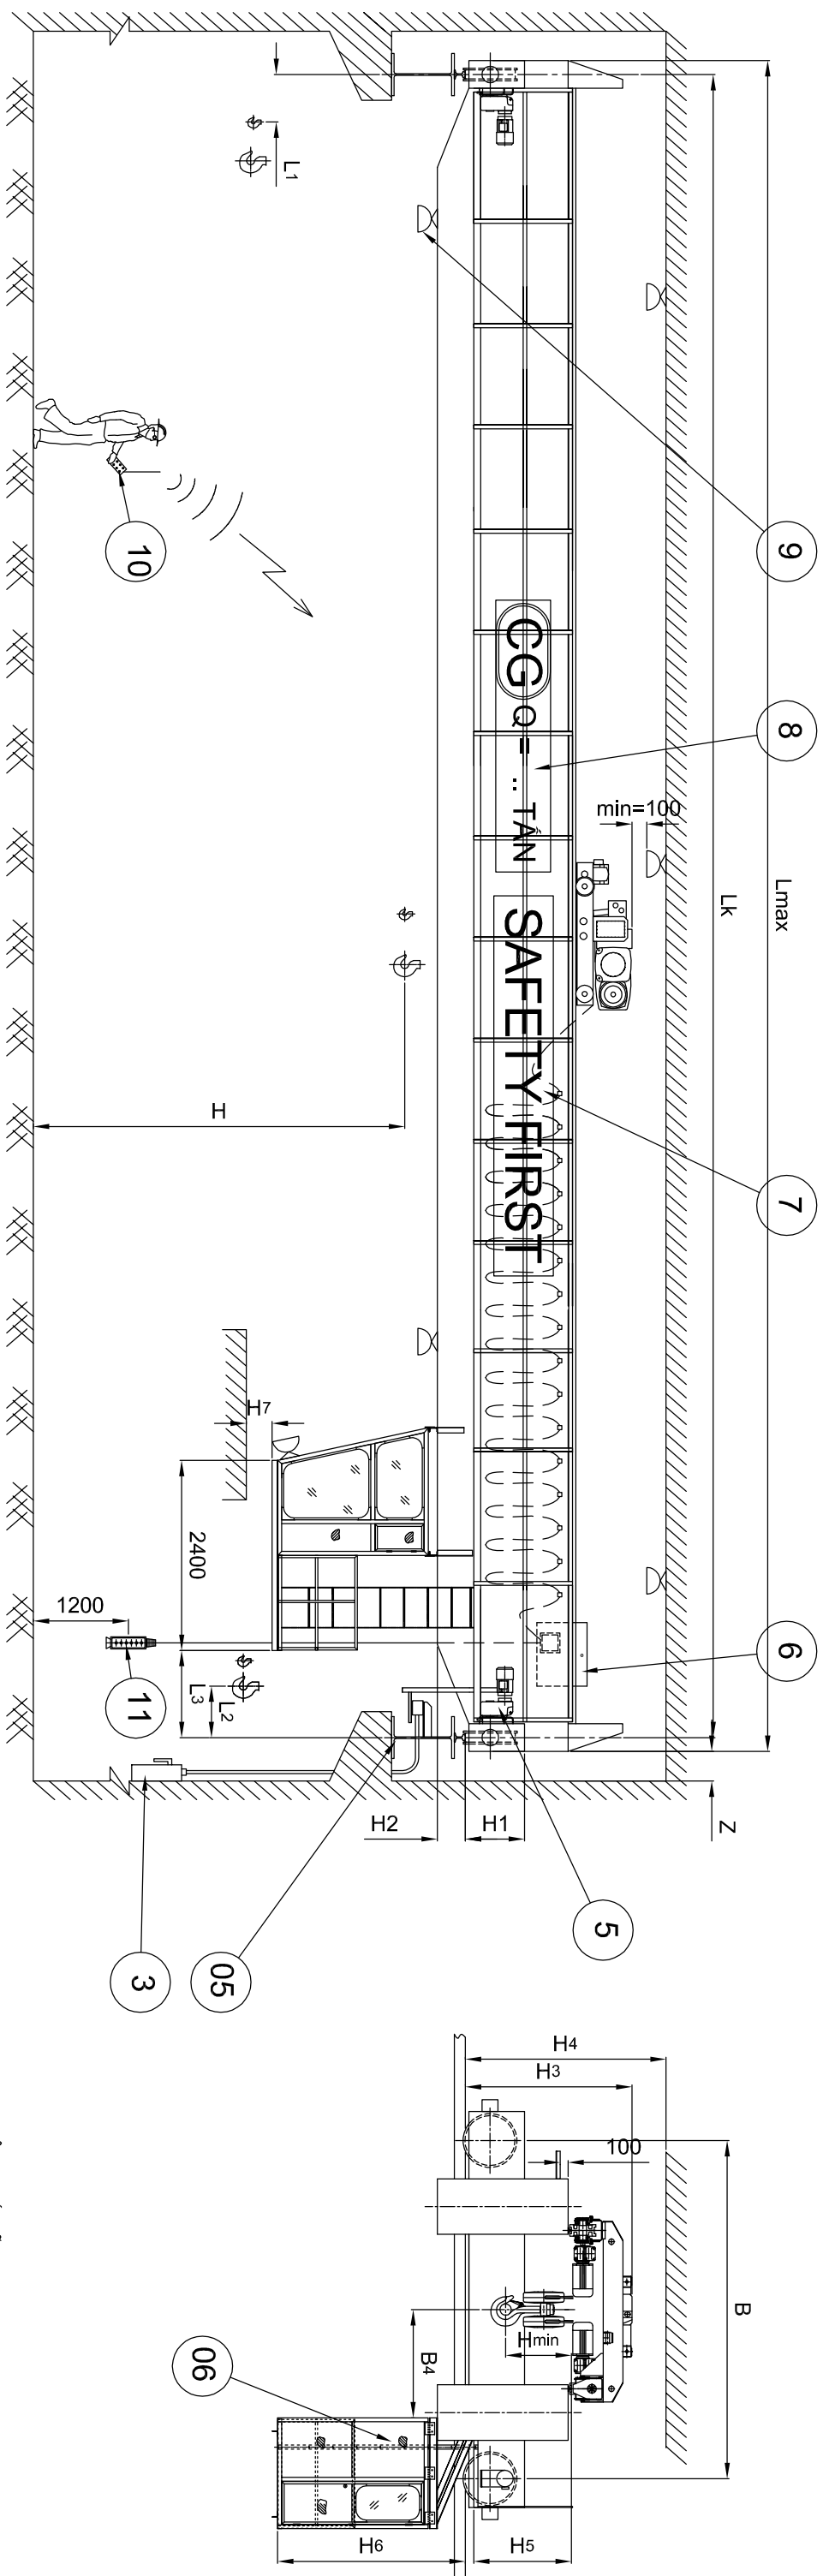 Lmax
Lk
Z
9
8
7
6
min=100
CG Q = .. TẤN
SAFETY FIRST
H1
H2
5
L1
H
H7
2400
1200
L2
L3
10
11
3
05
B
H4
H3
100
Hmin
B4
06
H5
H6